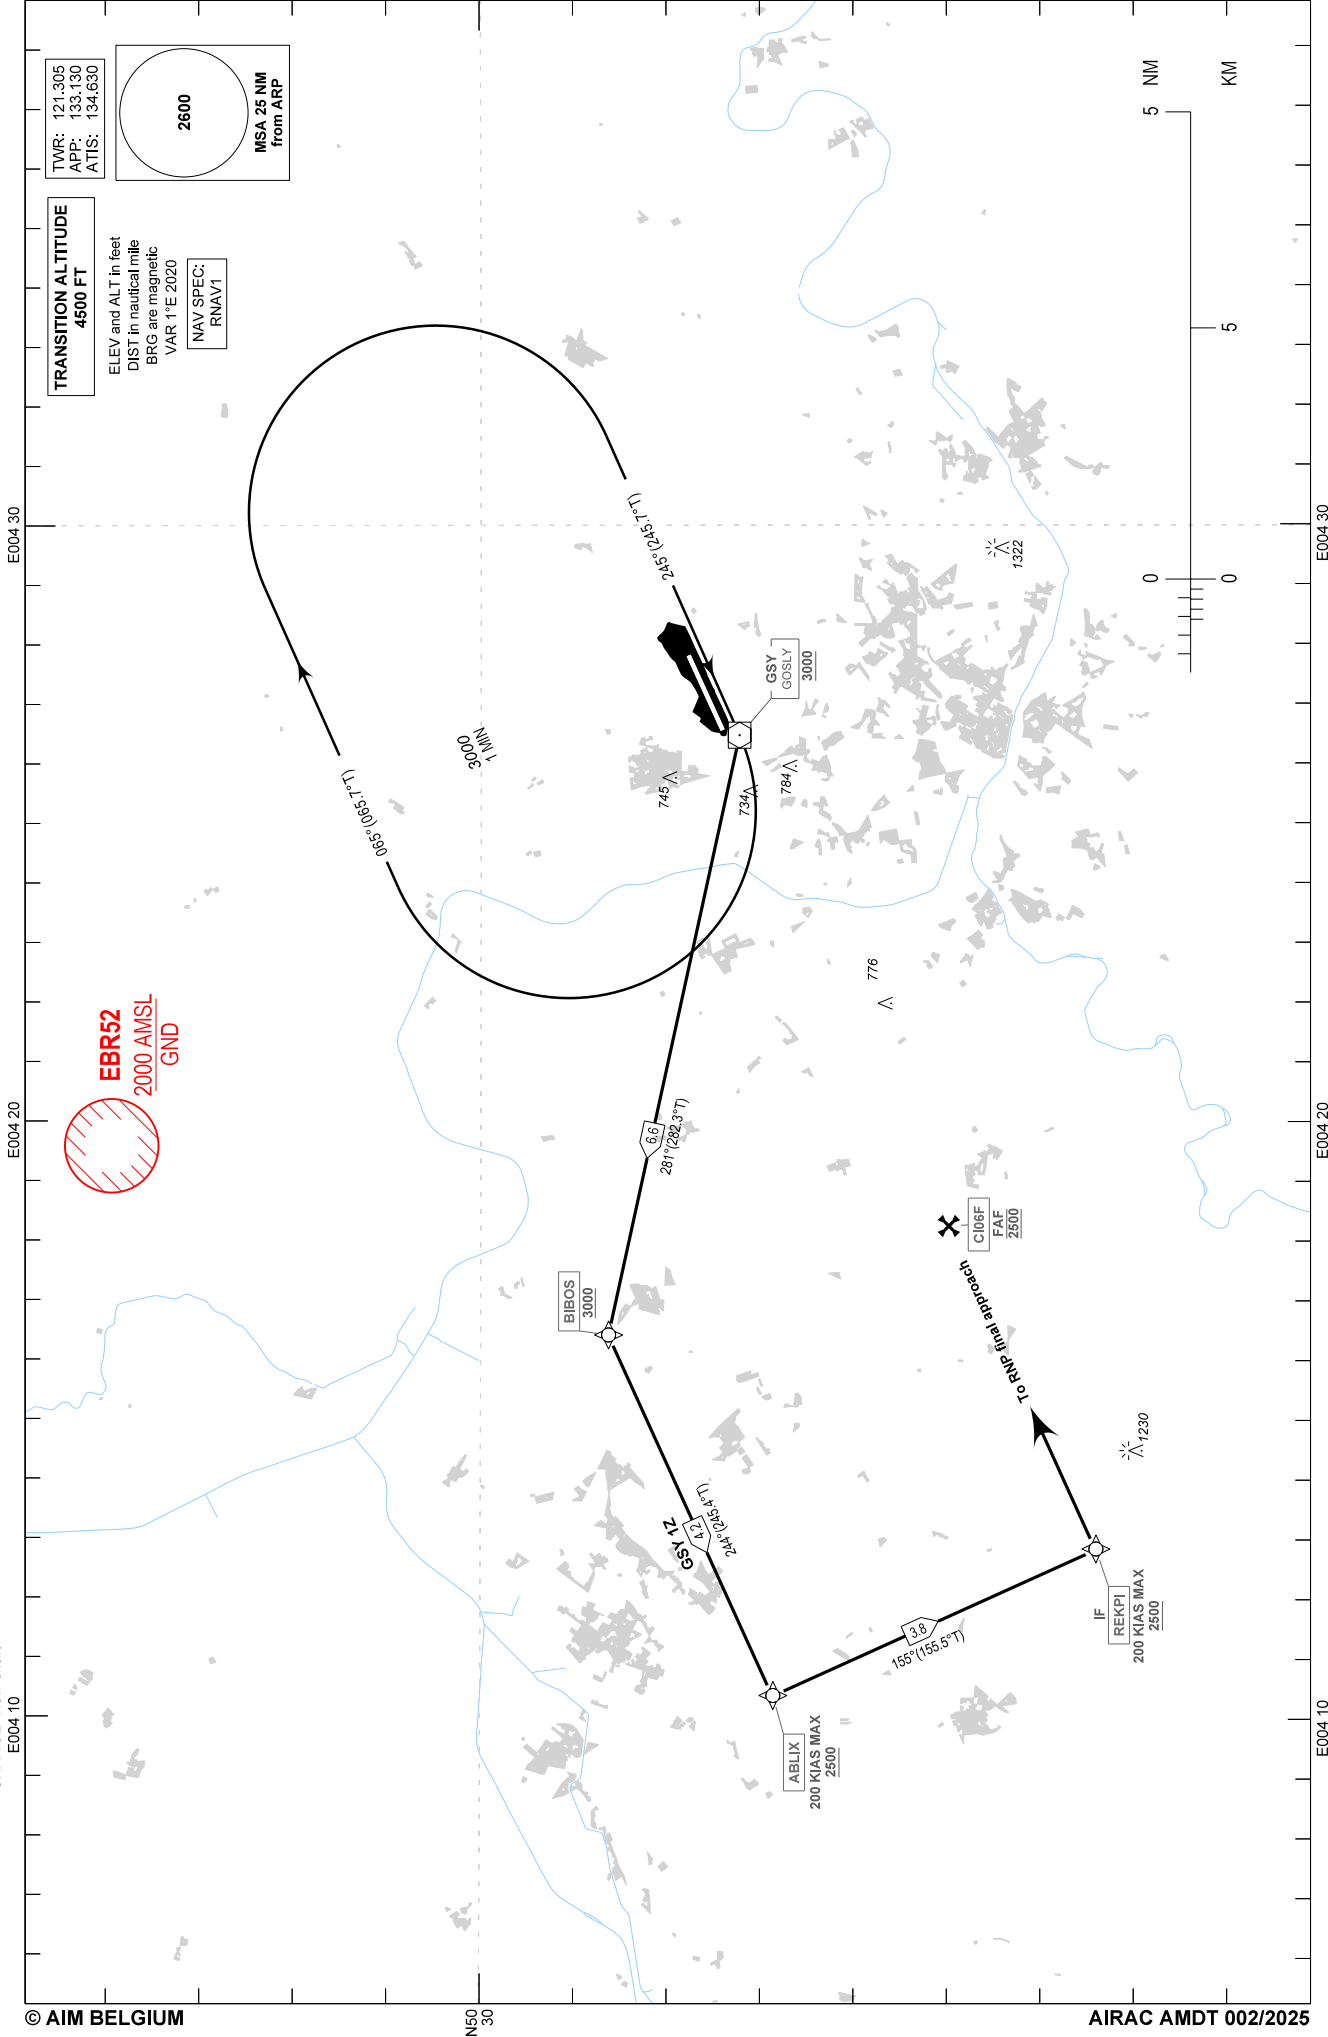 TWR: 121.305
APP: 133.130
ATIS: 134.630
2600
MSA 25 NM
from ARP
TRANSITION ALTITUDE
4500 FT
ELEV and ALT in feet
DIST in nautical mile
BRG are magnetic
VAR 1°E 2020
NAV SPEC:
RNAV1
5 NM
0
5 KM
0
E004 30
E004 30
E004 20
E004 20
E004 10
E004 10
N50
30
EBR52
2000 AMSL
GND
245°(245.7°T)
065°(065.7°T)
3000
1 MIN
GSY
GOSLY
3000
745
734
784
776
1322
1230
6.6
281°(282.3°T)
BIBOS
3000
GSY 1Z
4.2
244°(245.4°T)
ABLIX
200 KIAS MAX
2500
3.8
155°(155.5°T)
IF
REKPI
200 KIAS MAX
2500
To RNP final approach
CI06F
FAF
2500
© AIM BELGIUM
AIRAC AMDT 002/2025